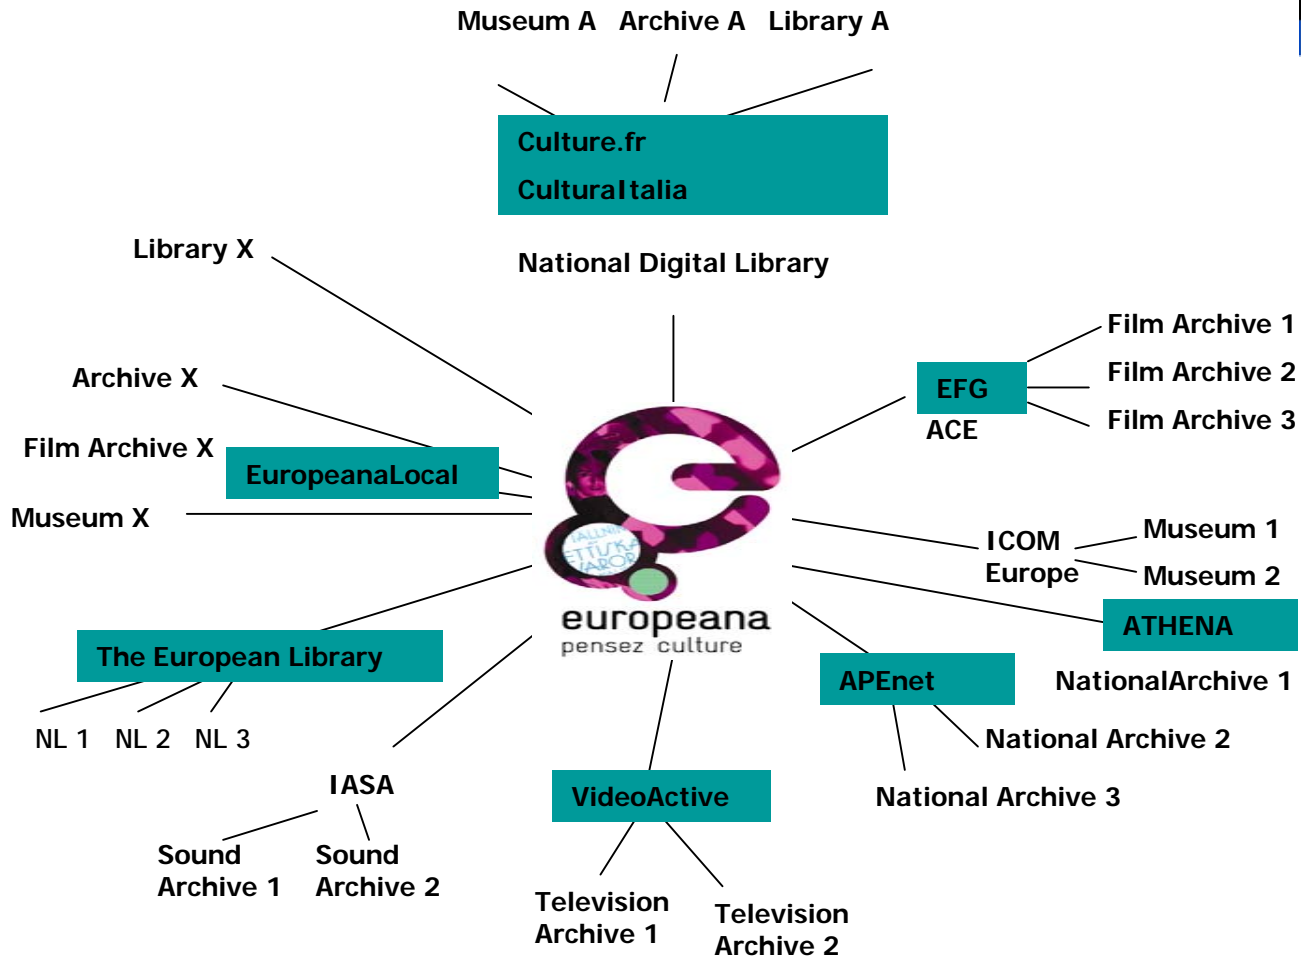 Museum A Archive A Library A
Culture.fr
CulturaItalia
Library X
National Digital Library
Film Archive 1
Archive X
Film Archive 2
EFG
ACE
Film Archive 3
Film Archive X
EuropeanaLocal
Museum X
ICOM
Europe
Museum 1
Museum 2
europeana
pensez culture
ATHENA
The European Library
APEnet
NationalArchive 1
NL 1 NL 2 NL 3
National Archive 2
IASA
VideoActive
National Archive 3
Sound
Archive 1
Sound
Archive 2
Television
Archive 1
Television
Archive 2